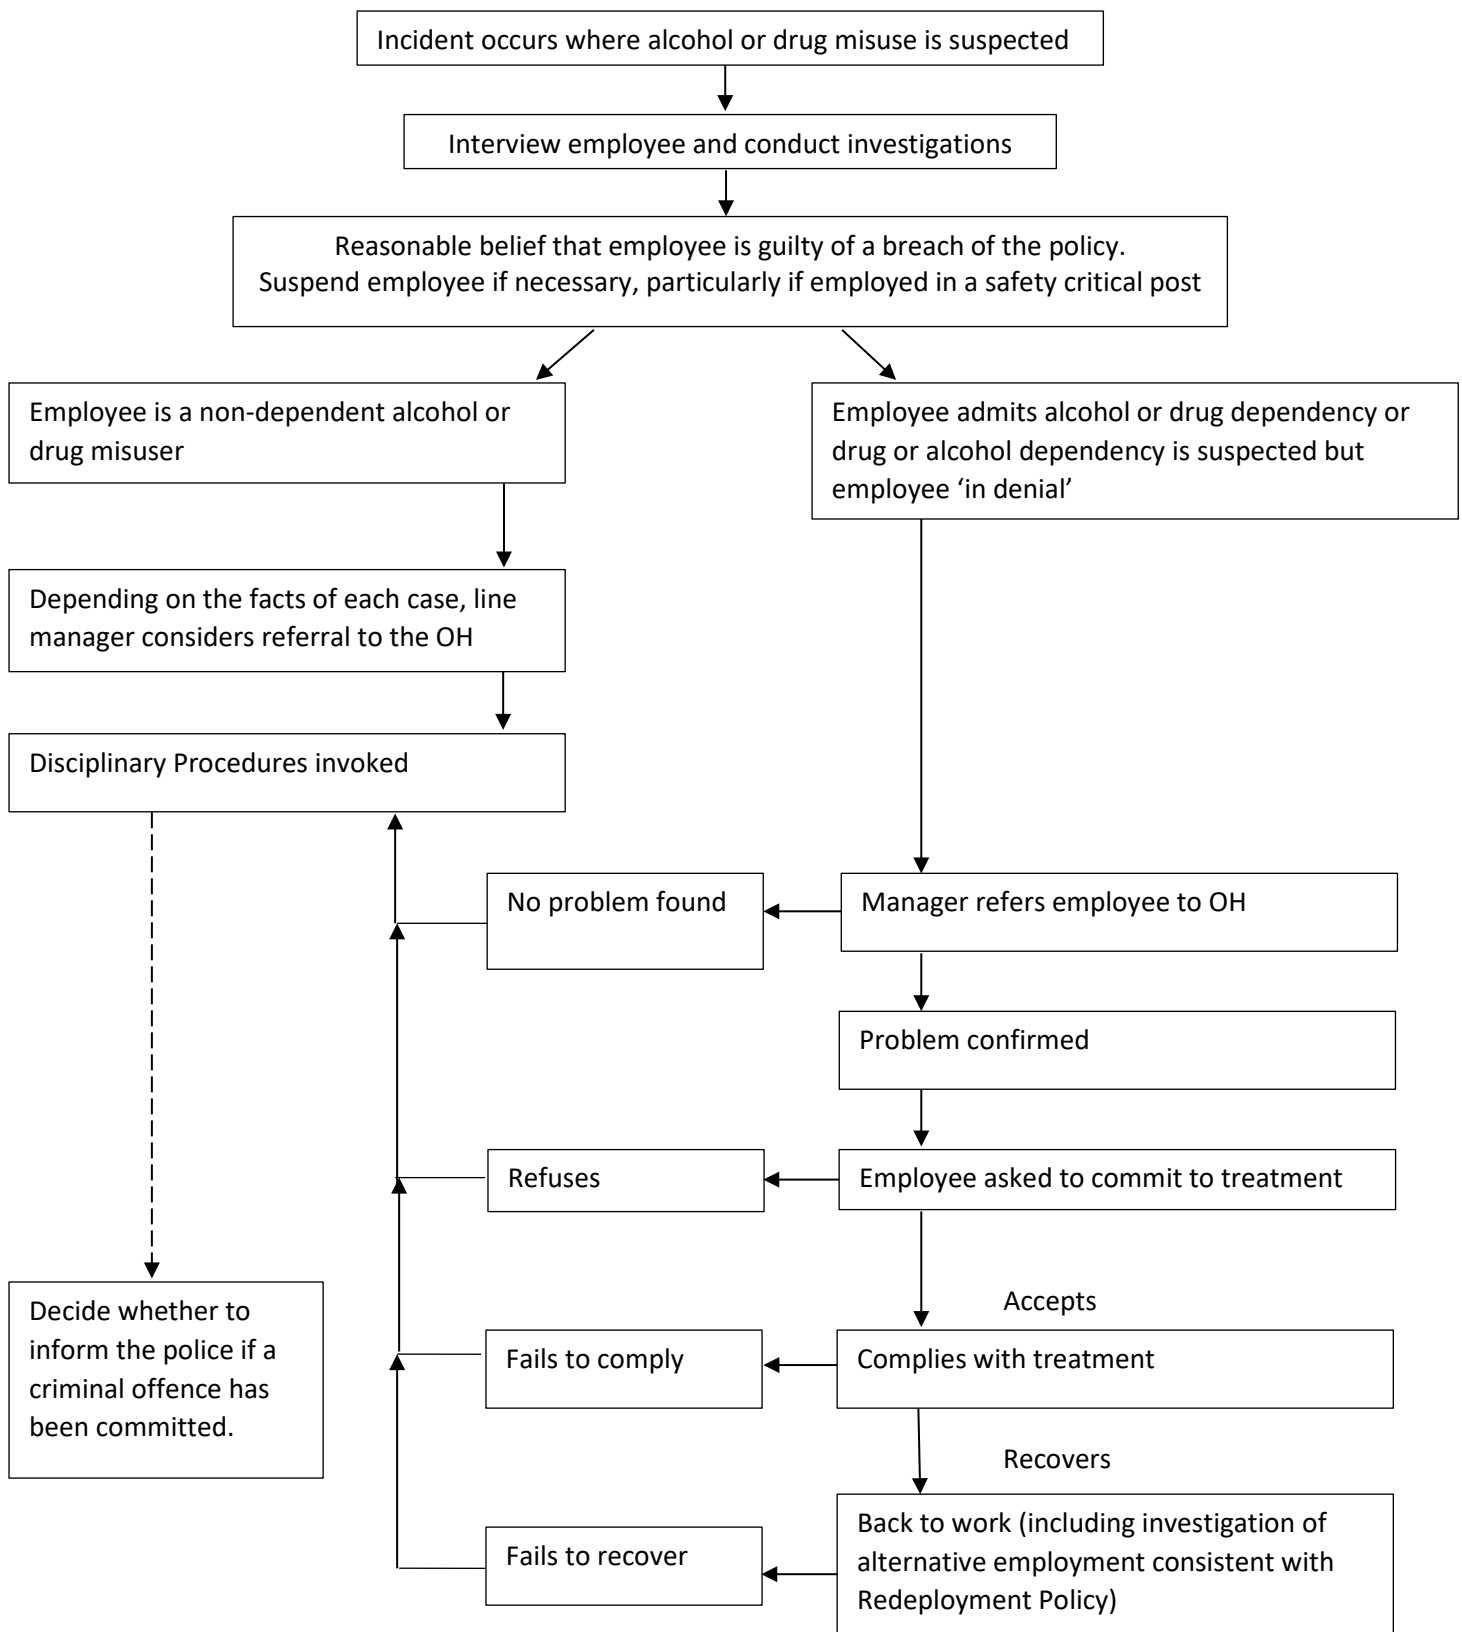 Incident occurs where alcohol or drug misuse is suspected
Interview employee and conduct investigations
Reasonable belief that employee is guilty of a breach of the policy.
Suspend employee if necessary, particularly if employed in a safety critical post
Employee is a non-dependent alcohol or
drug misuser
Employee admits alcohol or drug dependency or
drug or alcohol dependency is suspected but
employee ‘in denial’
Depending on the facts of each case, line
manager considers referral to the OH
Disciplinary Procedures invoked
No problem found
Manager refers employee to OH
Problem confirmed
Refuses
Employee asked to commit to treatment
Accepts
Decide whether to
inform the police if a
criminal offence has
been committed.
Fails to comply
Complies with treatment
Recovers
Fails to recover
Back to work (including investigation of
alternative employment consistent with
Redeployment Policy)